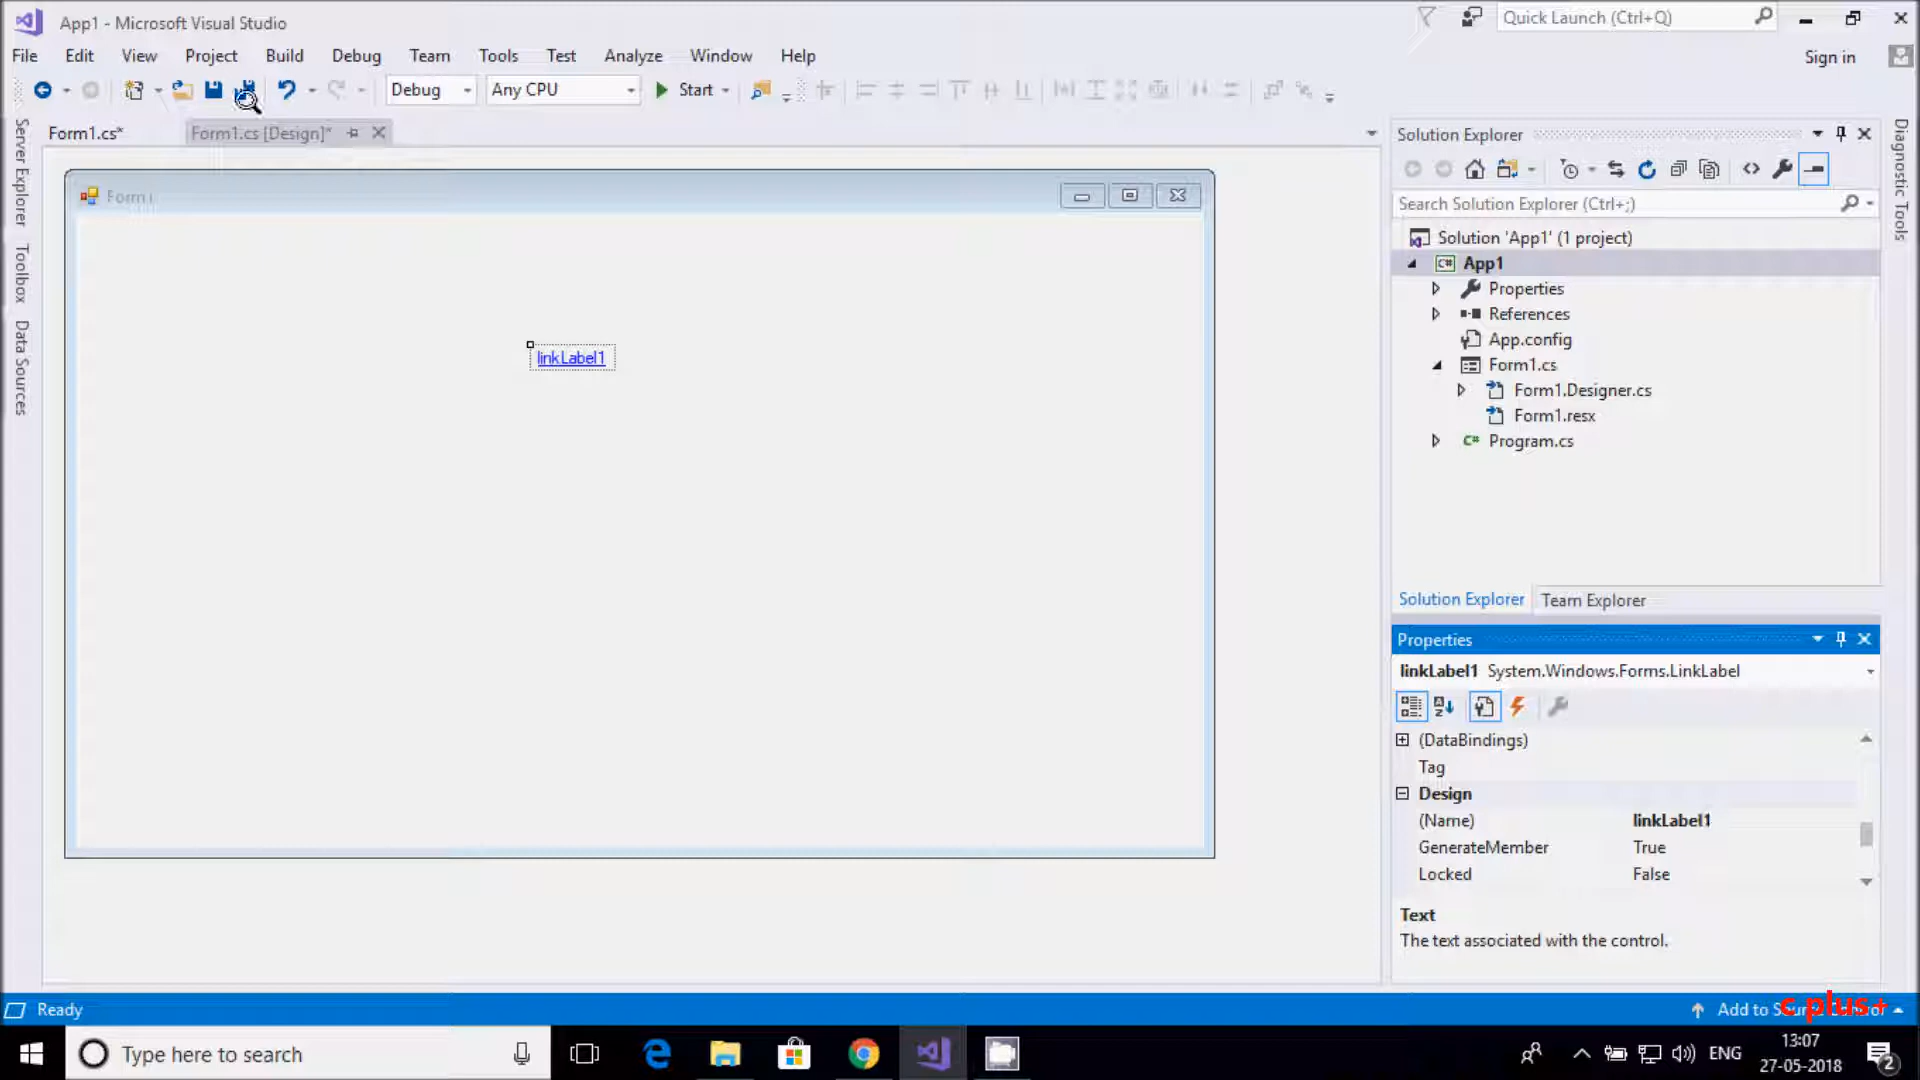 App1 - Microsoft Visual Studio
Quick Launch (Ctrl+Q)
File Edit View Project Build Debug Team Tools Test Analyze Window Help
Sign in
Debug Any CPU Start
Form1.cs* Form1.cs [Design]*
Server Explorer
Toolbox
Data Sources
Form1
linkLabel1
Solution Explorer
Search Solution Explorer (Ctrl+;)
Solution 'App1' (1 project)
C# App1
Properties
References
App.config
Form1.cs
Form1.Designer.cs
Form1.resx
C# Program.cs
Solution Explorer Team Explorer
Diagnostic Tools
Properties
linkLabel1 System.Windows.Forms.LinkLabel
(DataBindings)
Tag
Design
(Name) linkLabel1
GenerateMember True
Locked False
Text
The text associated with the control.
Ready
Add to Source Control
c plus+
Type here to search
ENG
13:07
27-05-2018
2